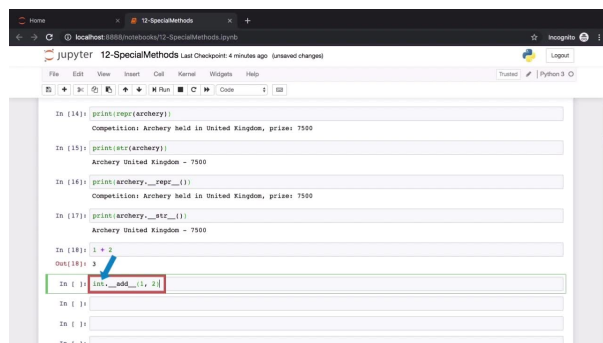 Home
12-SpecialMethods
localhost:8888/notebooks/12-SpecialMethods.ipynb
Incognito
jupyter 12-SpecialMethods Last Checkpoint: 4 minutes ago (unsaved changes)
Logout
File Edit View Insert Cell Kernel Widgets Help
Trusted
Python 3
Run
Code
In [14]: print(repr(archery))
Competition: Archery held in United Kingdom, prize: 7500
In [15]: print(str(archery))
Archery United Kingdom - 7500
In [16]: print(archery.__repr__())
Competition: Archery held in United Kingdom, prize: 7500
In [17]: print(archery.__str__())
Archery United Kingdom - 7500
In [18]: 1 + 2
Out[18]: 3
In [ ]: int.__add__(1, 2)
In [ ]:
In [ ]: